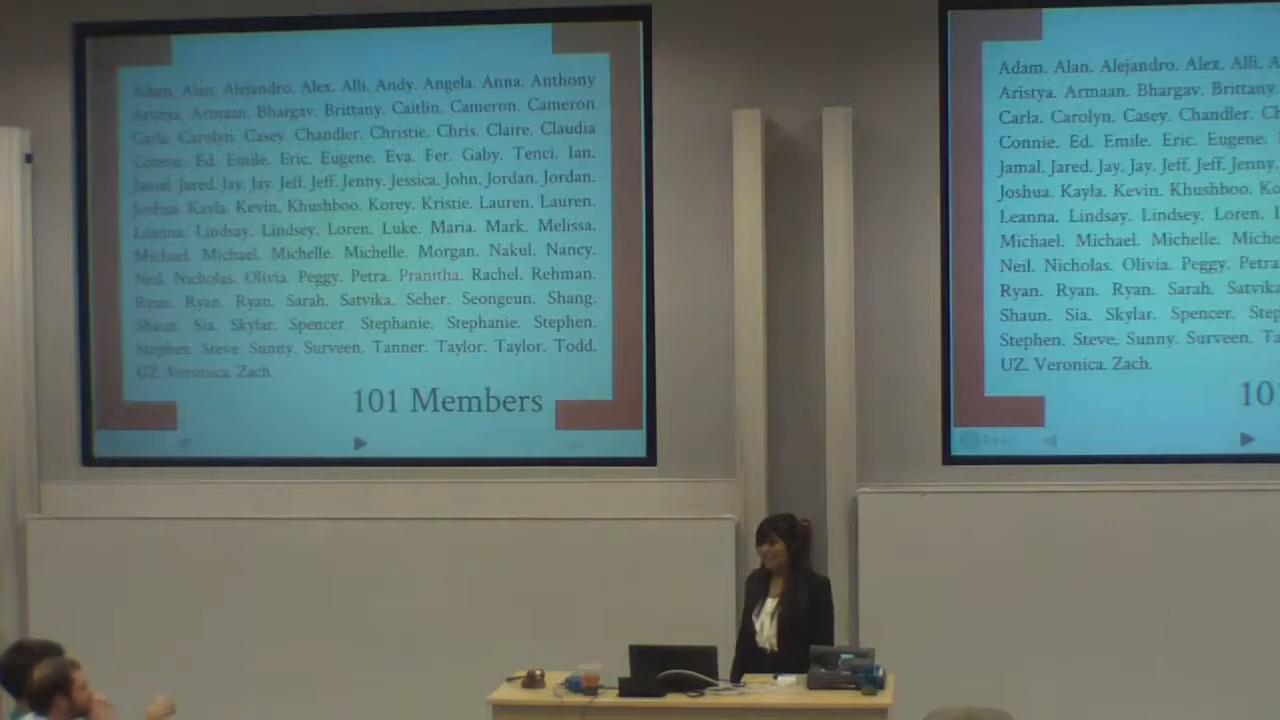 Adam. Alan. Alejandro. Alex. Alli. Andy. Angela. Anna. Anthony
Aristya. Armaan. Bhargav. Brittany. Caitlin. Cameron. Cameron
Carla. Carolyn. Casey. Chandler. Christie. Chris. Claire. Claudia
Connie. Ed. Emile. Eric. Eugene. Eva. Fer. Gaby. Tenci. Ian.
Jamal. Jared. Jay. Jay. Jeff. Jeff. Jenny. Jessica. John. Jordan. Jordan.
Joshua. Kayla. Kevin. Khushboo. Korey. Kristie. Lauren. Lauren.
Leanna. Lindsay. Lindsey. Loren. Luke. Maria. Mark. Melissa.
Michael. Michael. Michelle. Michelle. Morgan. Nakul. Nancy.
Neil. Nicholas. Olivia. Peggy. Petra. Pranitha. Rachel. Rehman.
Ryan. Ryan. Ryan. Sarah. Satvika. Seher. Seongeun. Shang.
Shaun. Sia. Skylar. Spencer. Stephanie. Stephanie. Stephen.
Stephen. Steve. Sunny. Surveen. Tanner. Taylor. Taylor. Todd.
UZ. Veronica. Zach.
101 Members
Adam. Alan. Alejandro. Alex. Alli. A
Aristya. Armaan. Bhargav. Brittany.
Carla. Carolyn. Casey. Chandler. Ch
Connie. Ed. Emile. Eric. Eugene.
Jamal. Jared. Jay. Jay. Jeff. Jeff. Jenny.
Joshua. Kayla. Kevin. Khushboo. Ko
Leanna. Lindsay. Lindsey. Loren.
Michael. Michael. Michelle. Miche
Neil. Nicholas. Olivia. Peggy. Petra
Ryan. Ryan. Ryan. Sarah. Satvika
Shaun. Sia. Skylar. Spencer. Step
Stephen. Steve. Sunny. Surveen. Ta
UZ. Veronica. Zach.
10